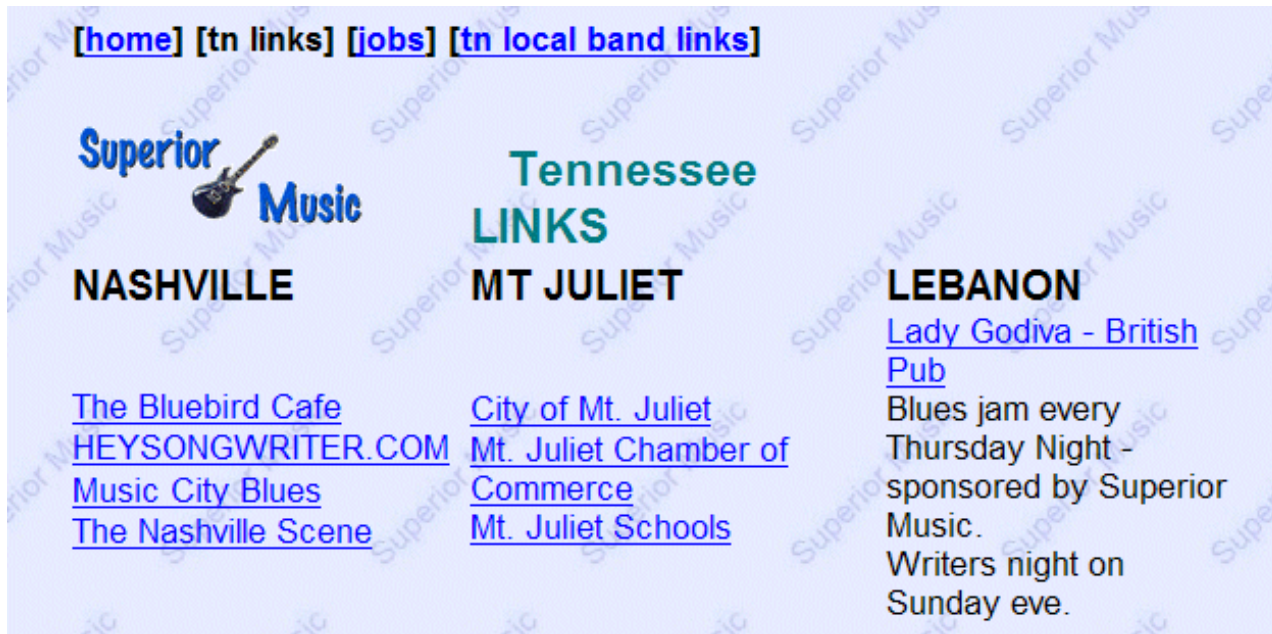 [home] [tn links] [jobs] [tn local band links]
Superior
Music
Tennessee
LINKS
NASHVILLE
The Bluebird Cafe
HEYSONGWRITER.COM
Music City Blues
The Nashville Scene
MT JULIET
City of Mt. Juliet
Mt. Juliet Chamber of
Commerce
Mt. Juliet Schools
LEBANON
Lady Godiva - British
Pub
Blues jam every
Thursday Night -
sponsored by Superior
Music.
Writers night on
Sunday eve.